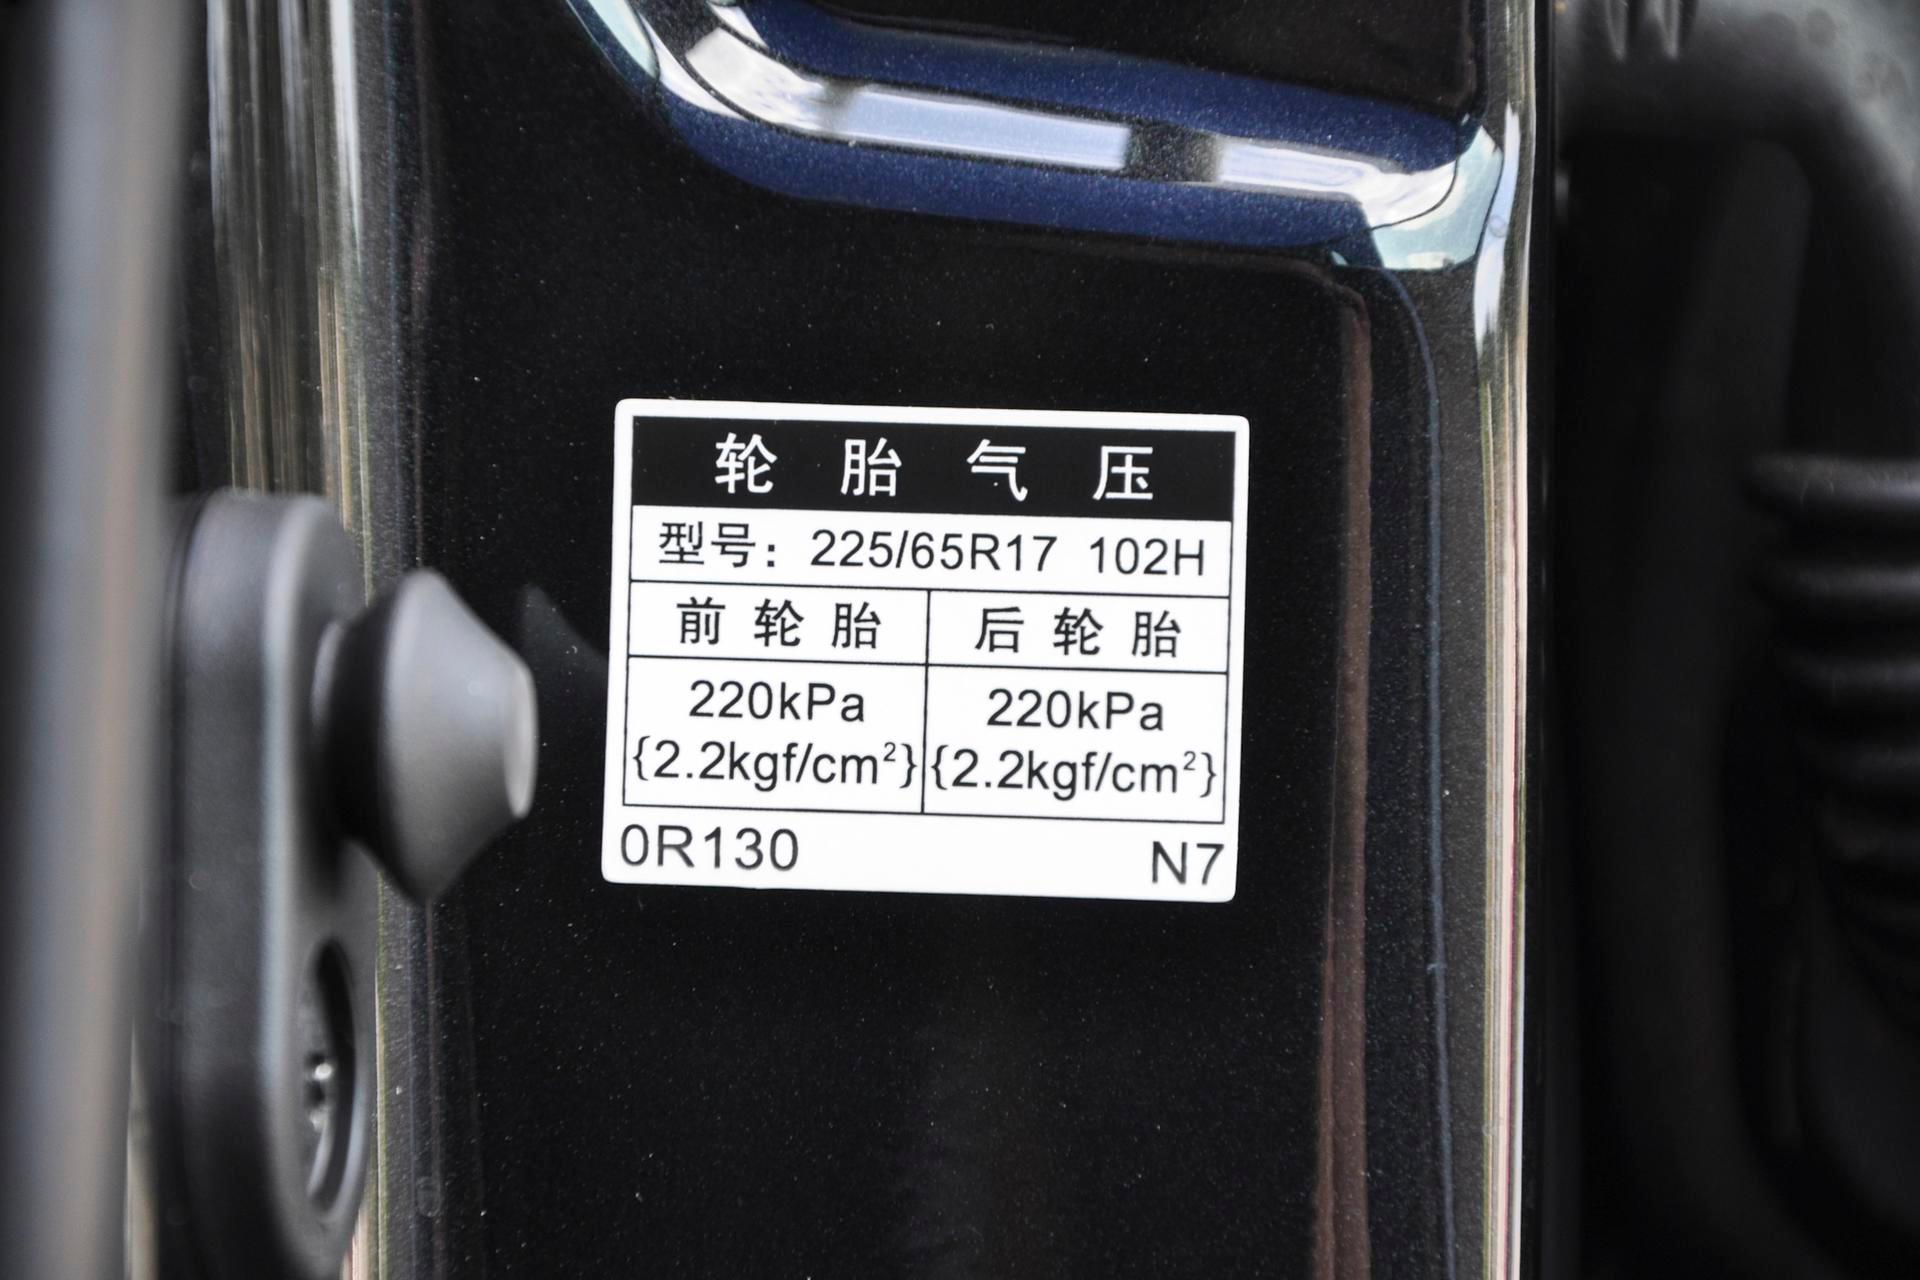 轮胎气压
型号：225/65R17 102H
前轮胎 后轮胎
220kPa 220kPa
{2.2kgf/cm²} {2.2kgf/cm²}
0R130 N7